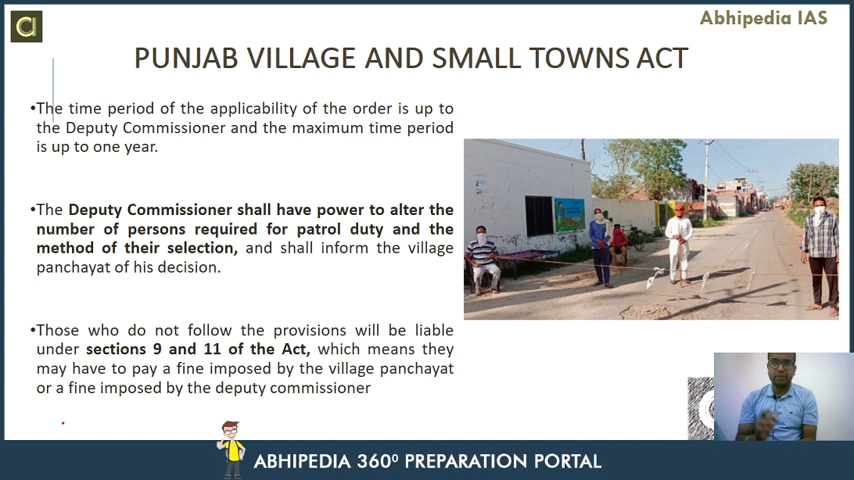 Abhipedia IAS
PUNJAB VILLAGE AND SMALL TOWNS ACT
•The time period of the applicability of the order is up to
the Deputy Commissioner and the maximum time period
is up to one year.
•The Deputy Commissioner shall have power to alter the
number of persons required for patrol duty and the
method of their selection, and shall inform the village
panchayat of his decision.
•Those who do not follow the provisions will be liable
under sections 9 and 11 of the Act, which means they
may have to pay a fine imposed by the village panchayat
or a fine imposed by the deputy commissioner
ABHIPEDIA 360⁰ PREPARATION PORTAL